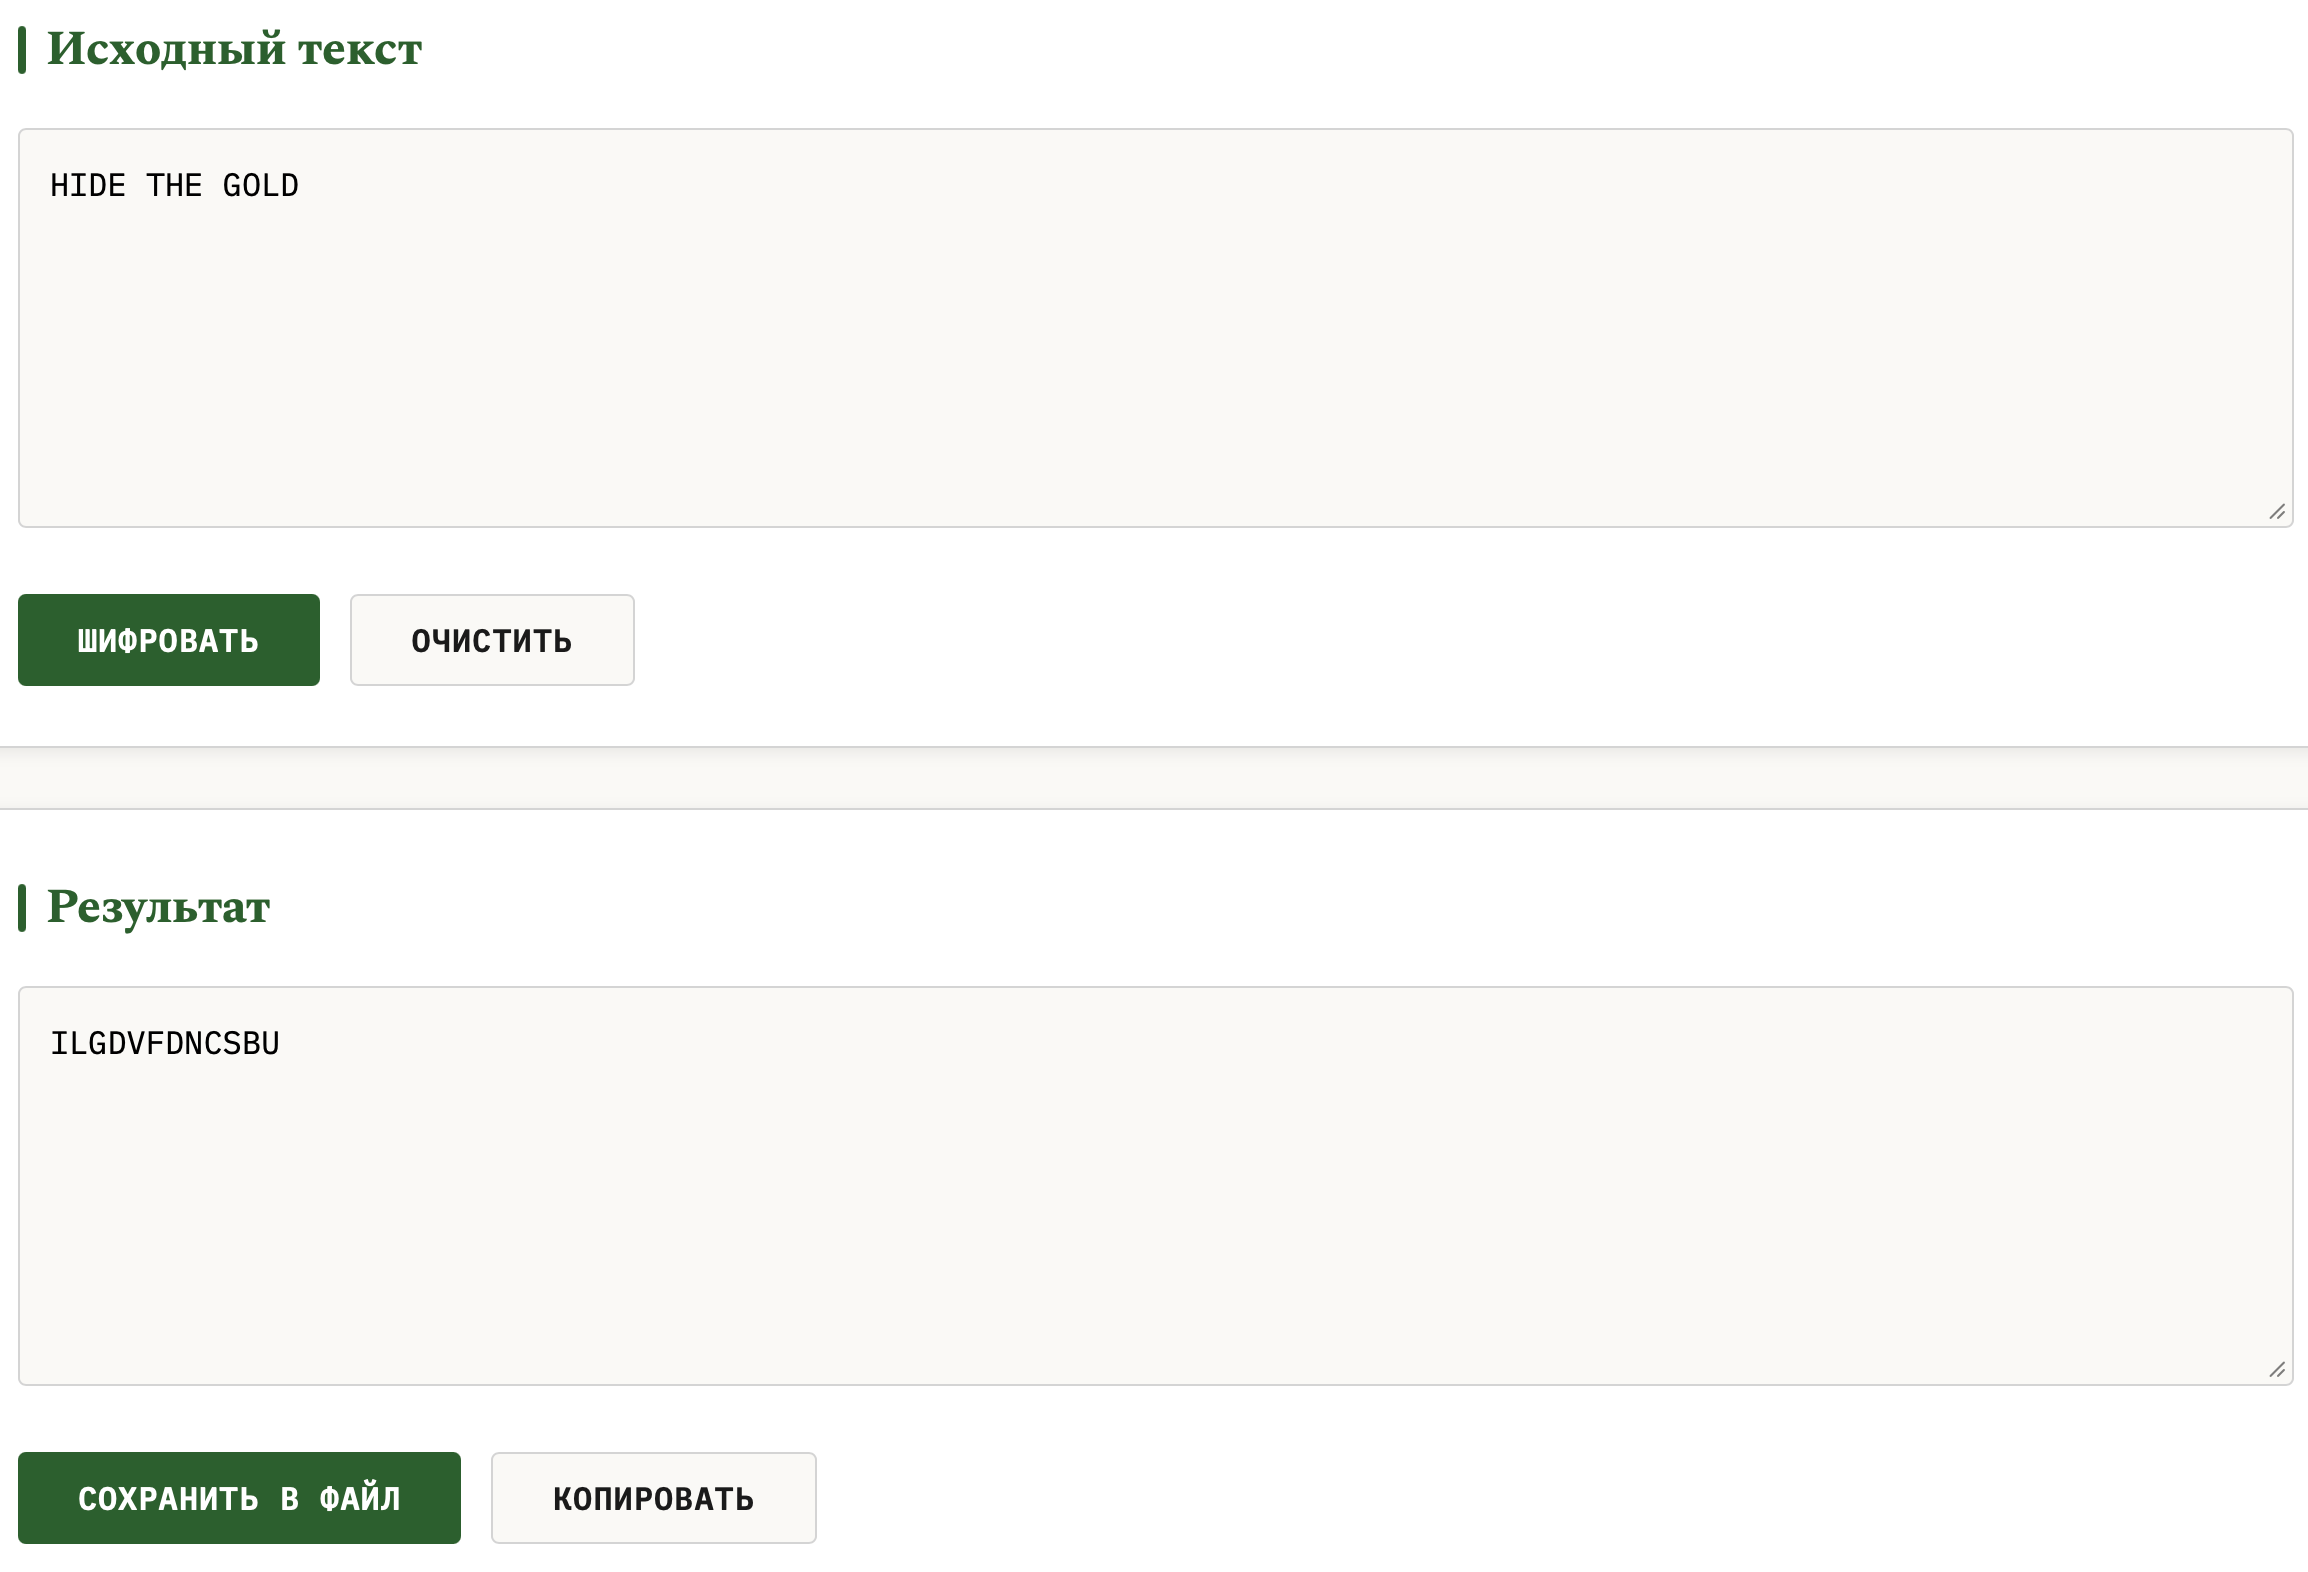 Исходный текст
HIDE THE GOLD
ШИФРОВАТЬ ОЧИСТИТЬ
Результат
ILGDVFDNCSBU
СОХРАНИТЬ В ФАЙЛ КОПИРОВАТЬ